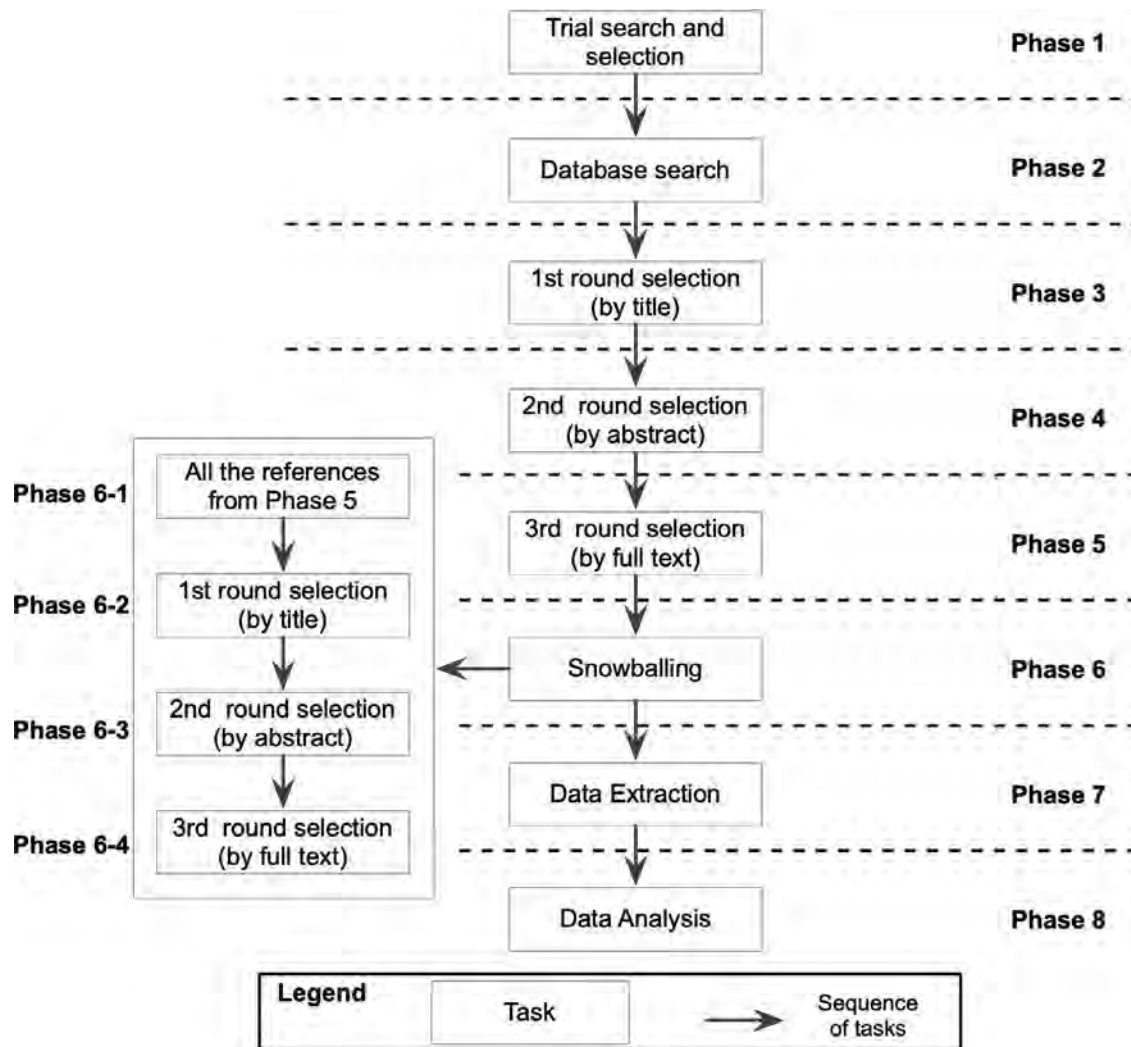 Trial search and
selection
Phase 1
Database search
Phase 2
1st round selection
(by title)
Phase 3
2nd round selection
(by abstract)
Phase 4
All the references
from Phase 5
Phase 6-1
3rd round selection
(by full text)
Phase 5
1st round selection
(by title)
Phase 6-2
Snowballing
Phase 6
2nd round selection
(by abstract)
Phase 6-3
Data Extraction
Phase 7
3rd round selection
(by full text)
Phase 6-4
Data Analysis
Phase 8
Legend
Task
Sequence
of tasks